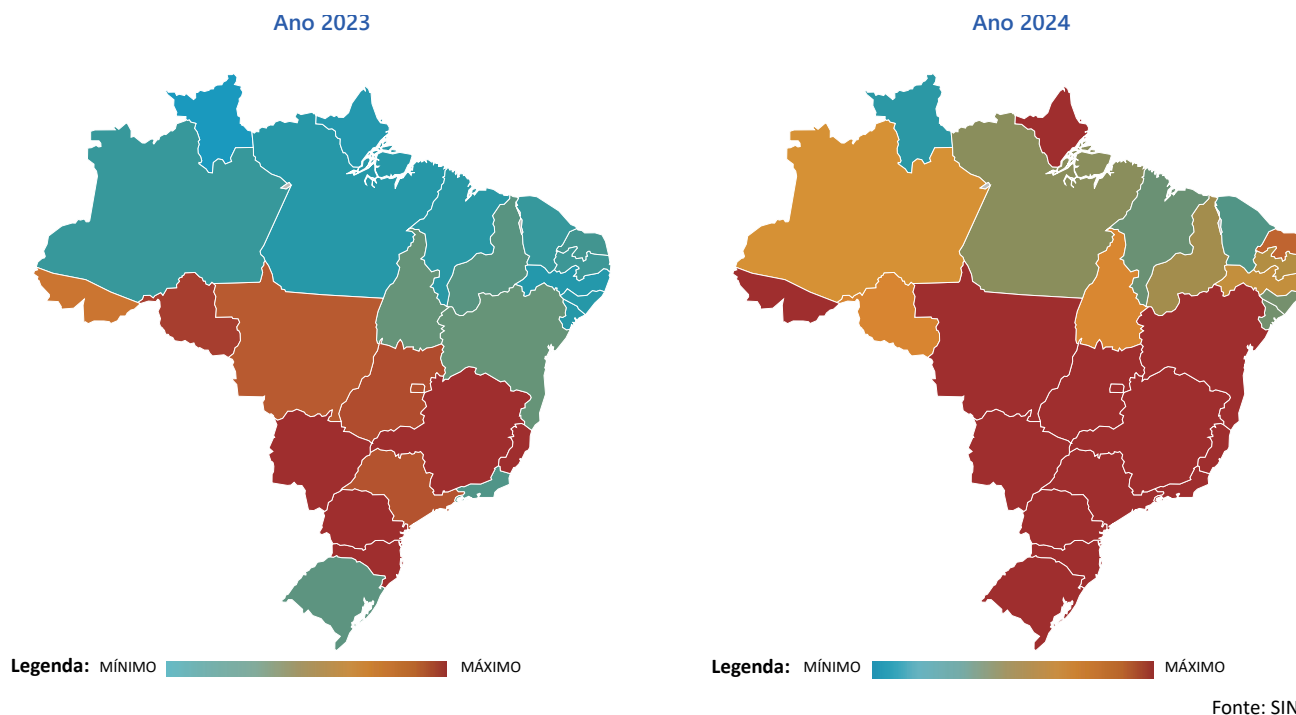 Ano 2023
Ano 2024
Legenda: MÍNIMO MÁXIMO
Legenda: MÍNIMO MÁXIMO
Fonte: SIN